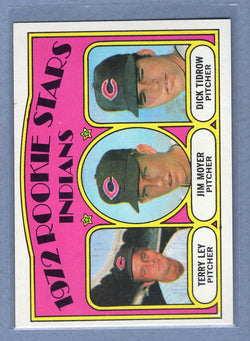 1972 ROOKIE STARS
INDIANS
DICK TIDROW
PITCHER
JIM MOYER
PITCHER
TERRY LEY
PITCHER